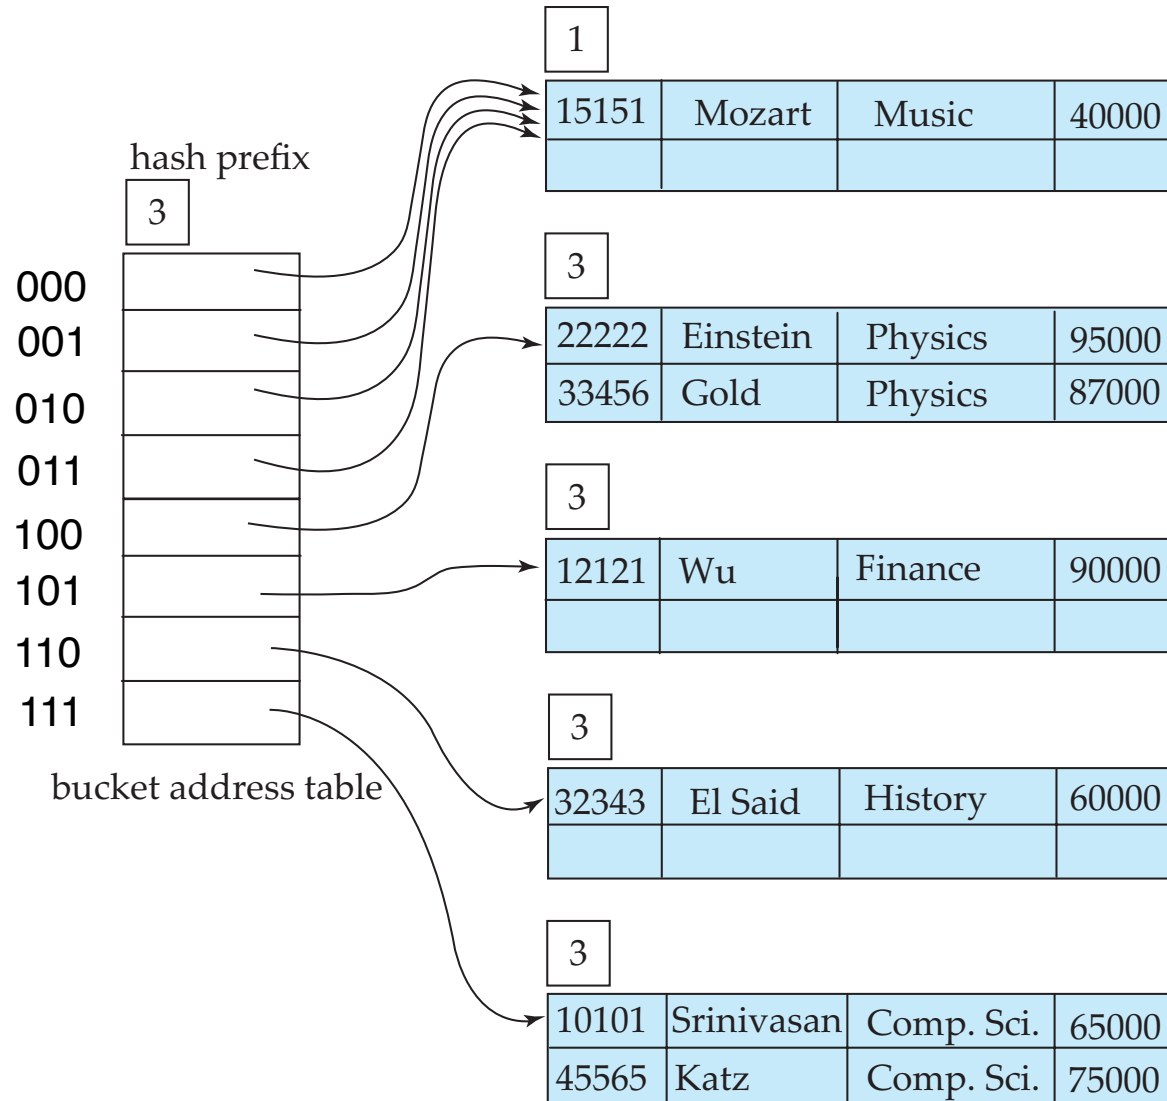 1
15151 Mozart Music 40000
hash prefix
3
3
000
001
010
011
100
101
110
111
bucket address table
22222 Einstein Physics 95000
33456 Gold Physics 87000
3
12121 Wu Finance 90000
3
32343 El Said History 60000
3
10101 Srinivasan Comp. Sci. 65000
45565 Katz Comp. Sci. 75000